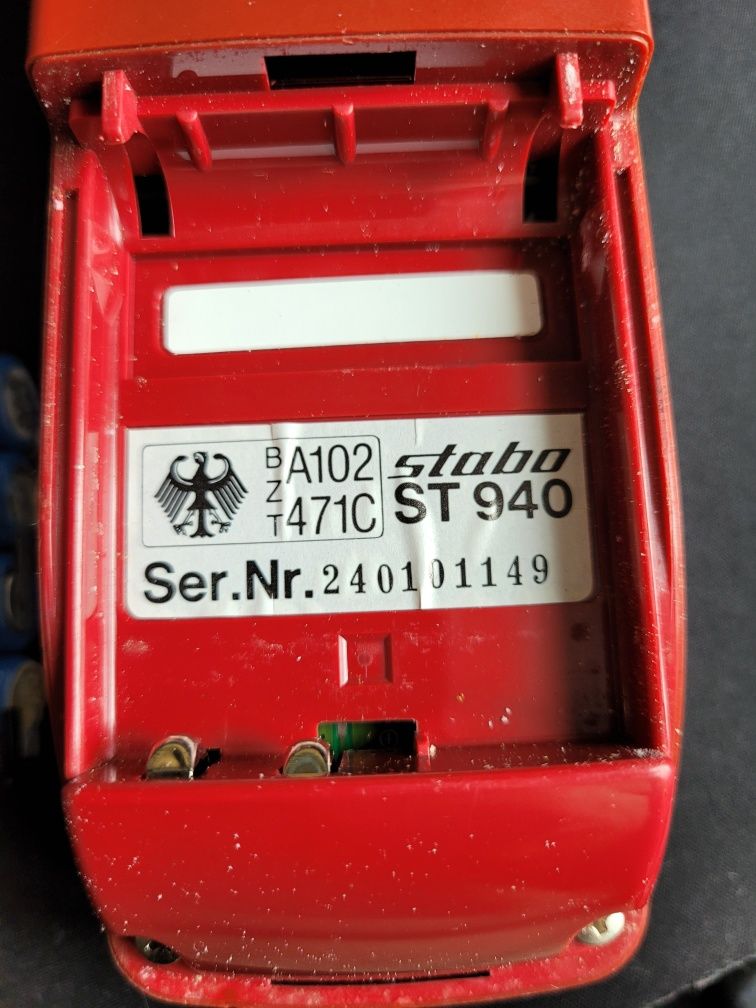 BZT A102 471C
stabo
ST 940
Ser.Nr. 240101149